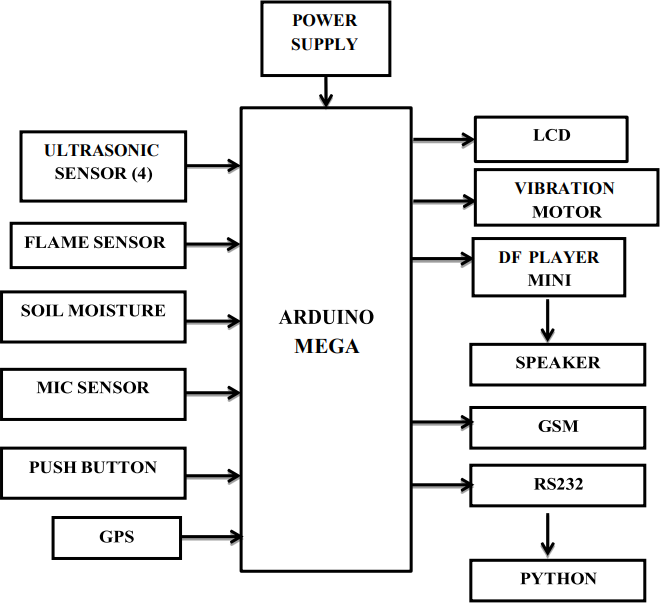 POWER
SUPPLY
ULTRASONIC
SENSOR (4)
FLAME SENSOR
SOIL MOISTURE
MIC SENSOR
PUSH BUTTON
GPS
ARDUINO
MEGA
LCD
VIBRATION
MOTOR
DF PLAYER
MINI
SPEAKER
GSM
RS232
PYTHON